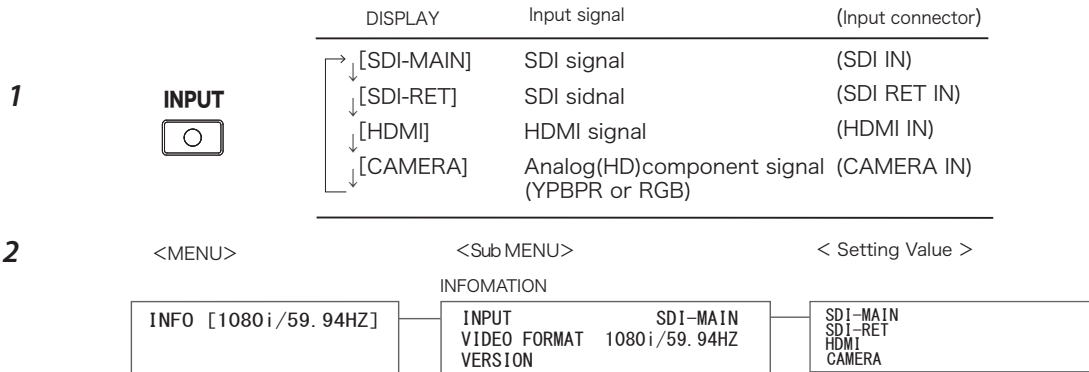 DISPLAY Input signal (Input connector)
1 INPUT
[SDI-MAIN] SDI signal (SDI IN)
[SDI-RET] SDI sidnal (SDI RET IN)
[HDMI] HDMI signal (HDMI IN)
[CAMERA] Analog(HD)component signal (CAMERA IN)
(YPBPR or RGB)
2 <MENU> <Sub MENU> < Setting Value >
INFOMATION
INFO [1080i/59.94HZ]
INPUT SDI-MAIN
VIDEO FORMAT 1080i/59.94HZ
VERSION
SDI-MAIN
SDI-RET
HDMI
CAMERA